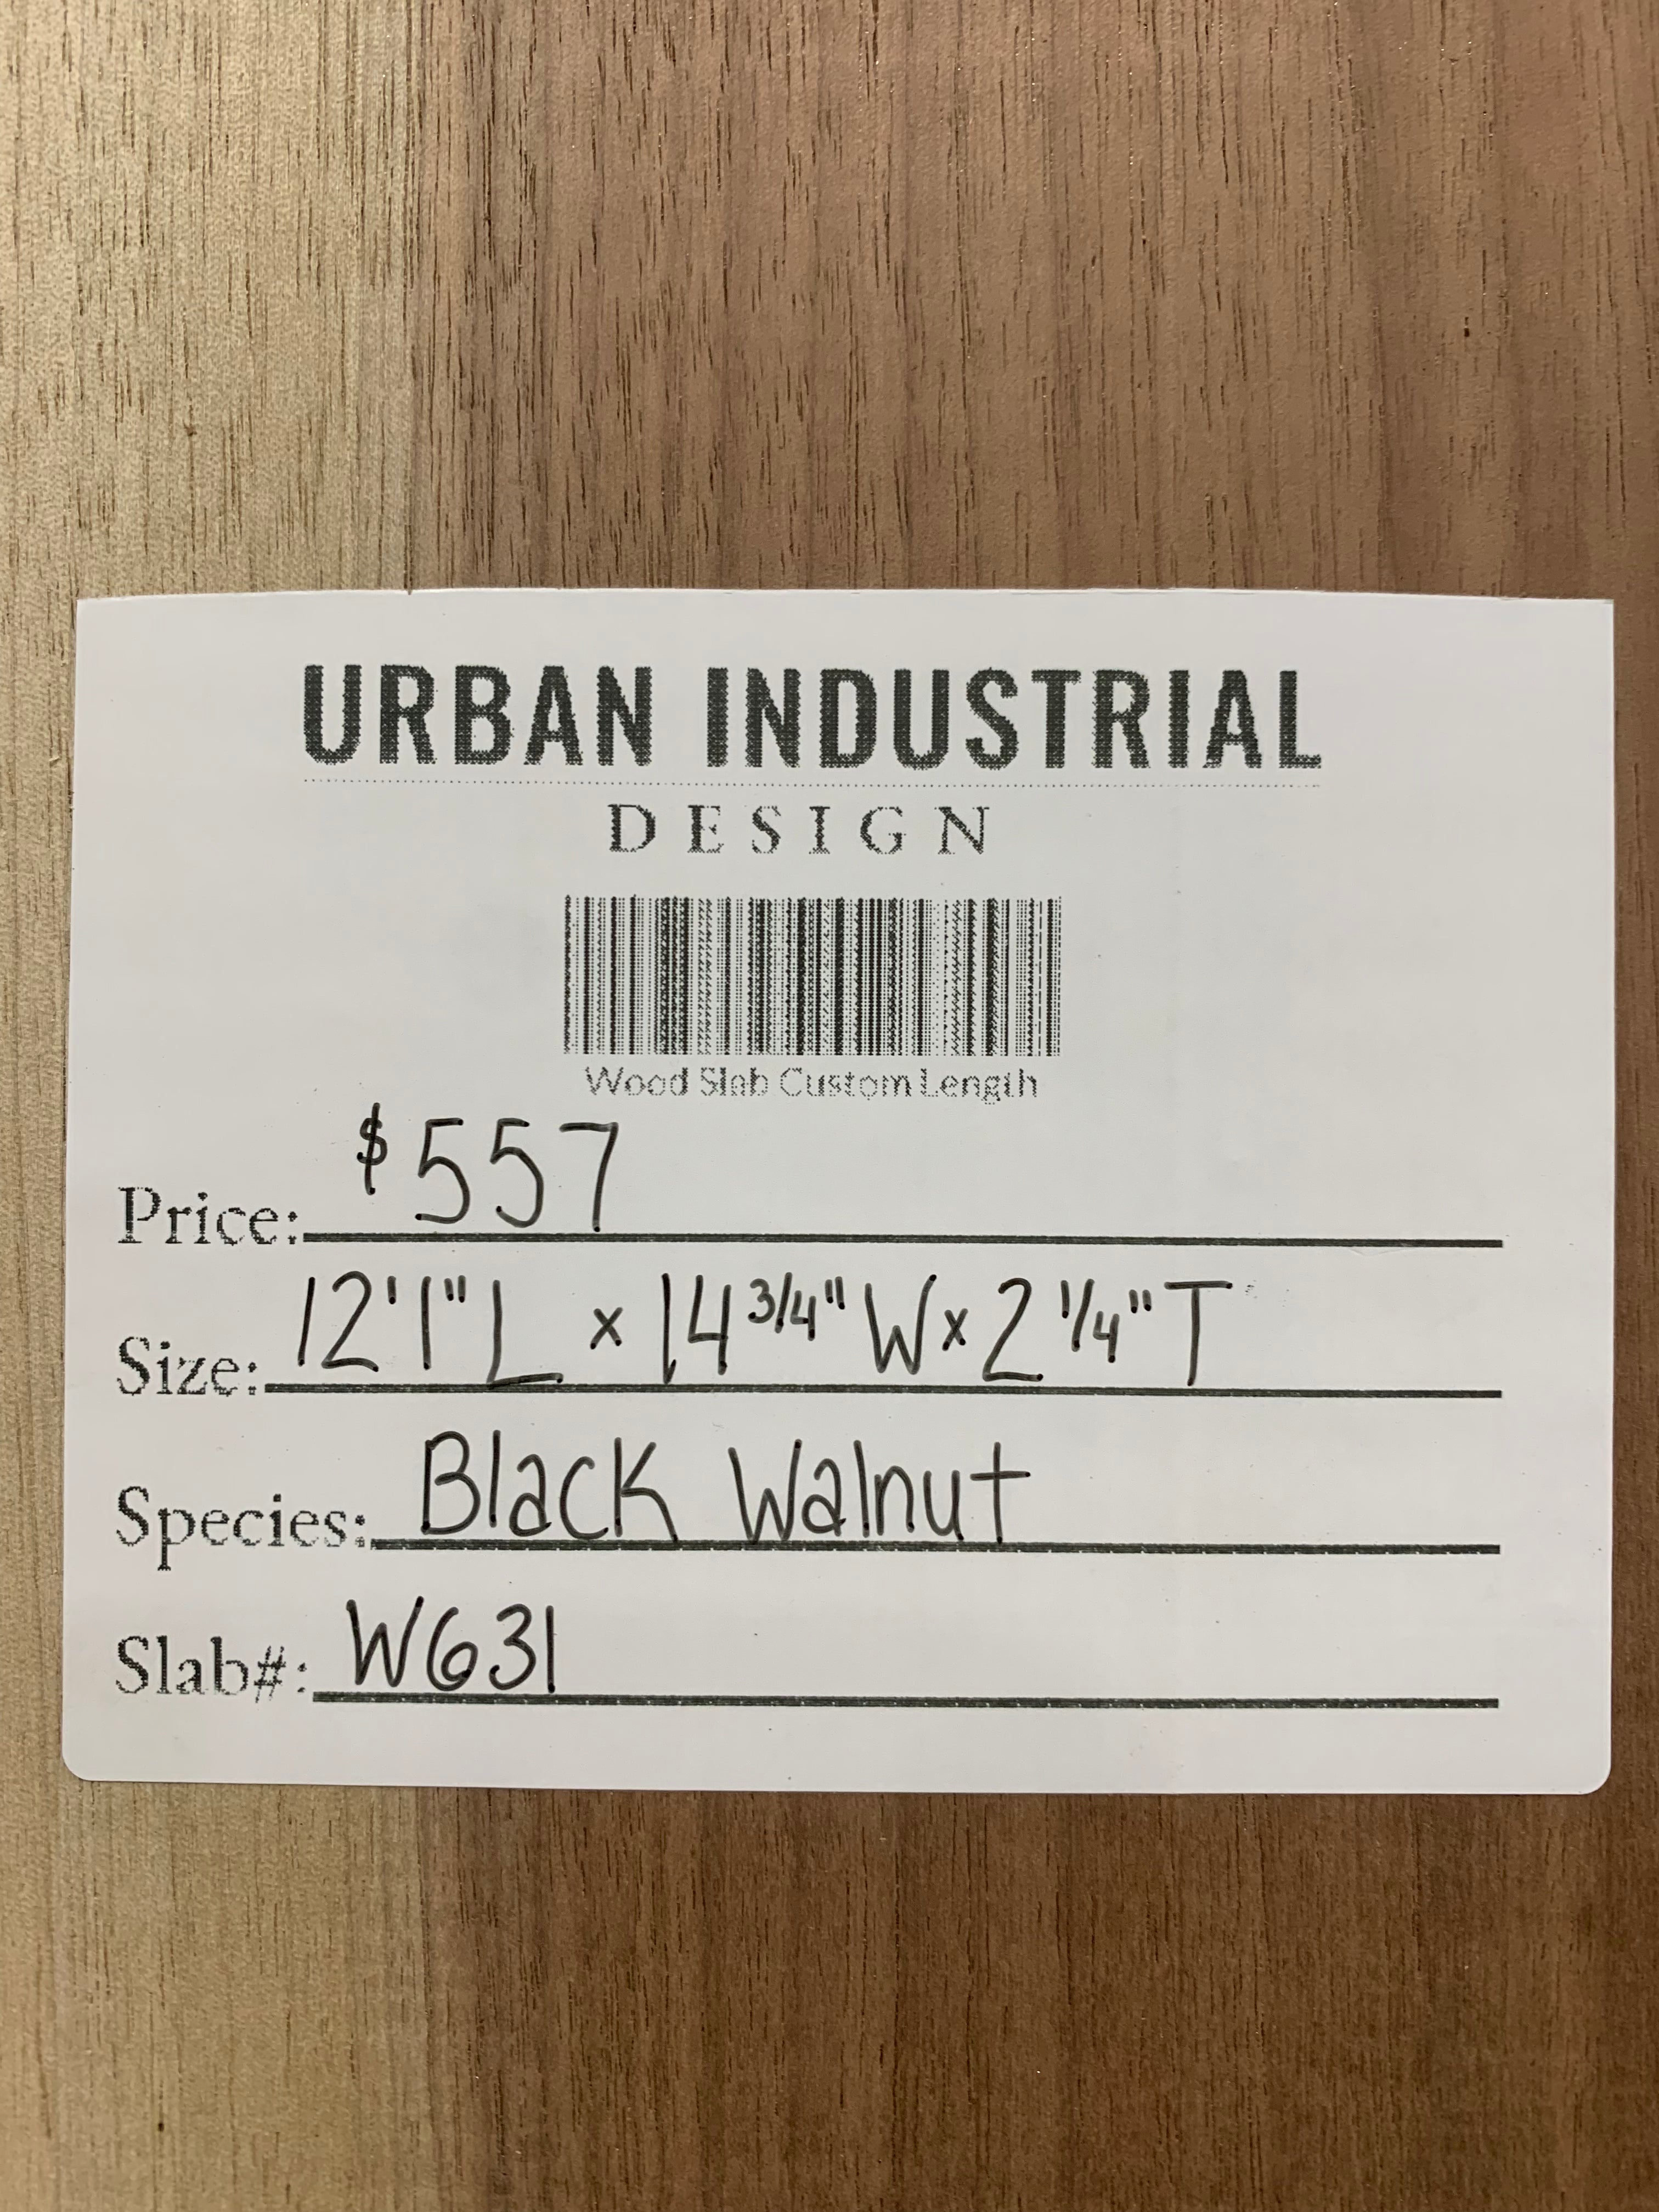 URBAN INDUSTRIAL
DESIGN
Wood Slab Custom Length
Price: $557
Size: 12'1" L x 14 3/4" W x 2 1/4" T
Species: Black Walnut
Slab#: W631